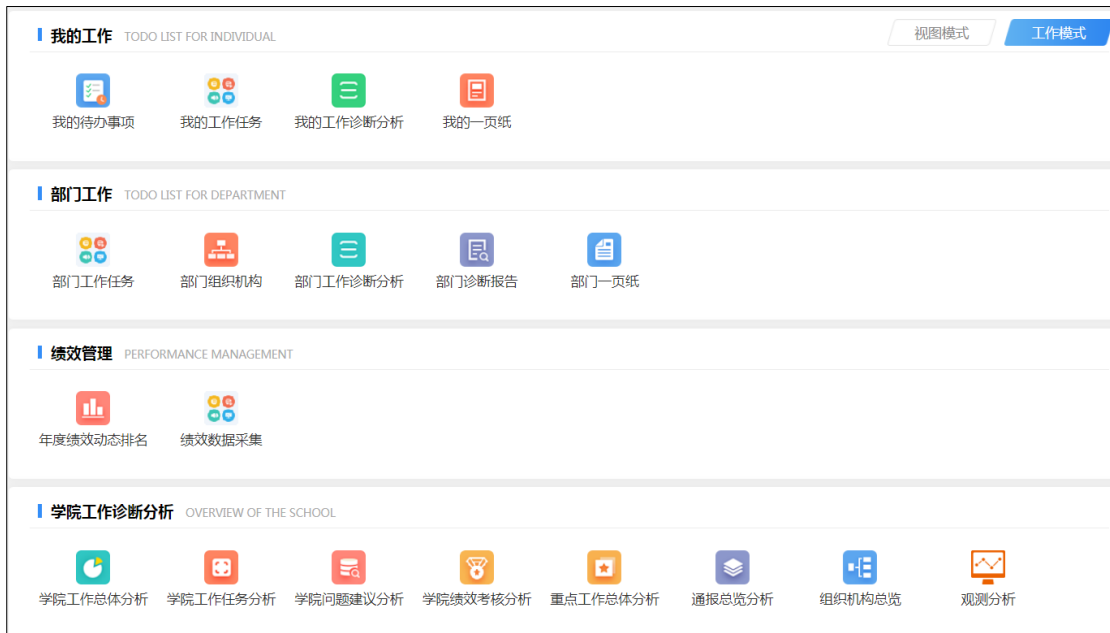 我的工作 TODO LIST FOR INDIVIDUAL 视图模式 工作模式
我的待办事项 我的工作任务 我的工作诊断分析 我的一页纸
部门工作 TODO LIST FOR DEPARTMENT
部门工作任务 部门组织机构 部门工作诊断分析 部门诊断报告 部门一页纸
绩效管理 PERFORMANCE MANAGEMENT
年度绩效动态排名 绩效数据采集
学院工作诊断分析 OVERVIEW OF THE SCHOOL
学院工作总体分析 学院工作任务分析 学院问题建议分析 学院绩效考核分析 重点工作总体分析 通报总览分析 组织机构总览 观测分析